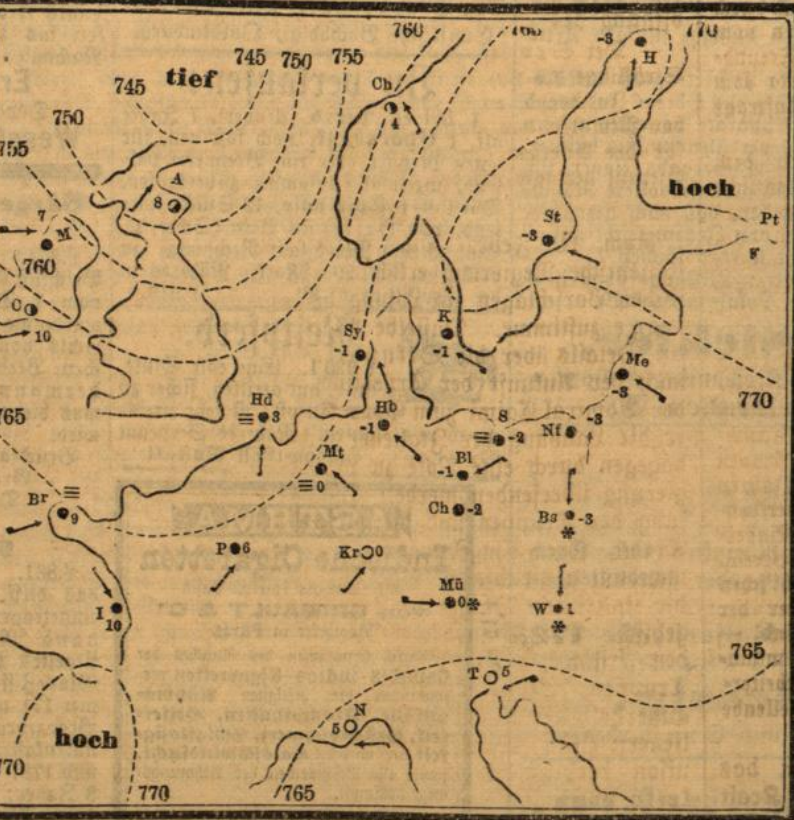 745
750
755
760
760
770
tief
745
750
755
-3
H
Ch
4
hoch
A
8
Pt
F
7
M
760
St
-3
C
10
K
-1
Sy
-1
Me
-3
770
765
Hd
≡ 3
Hb
-1
S
≡ -2
Nf
-3
Mt
≡ 0
Bl
-1
Ch -2
Br
≡
9
Bs -3
*
P 6
Kr 0
Mü
0 *
I
10
W 1
*
765
T 5
N
5
hoch
770
770
765